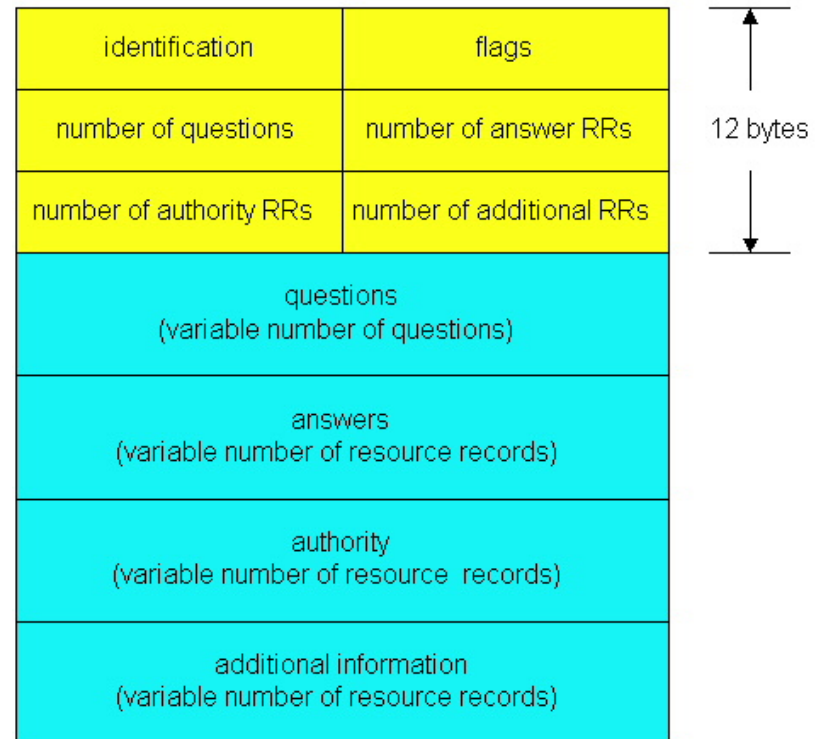 identification
flags
number of questions
number of answer RRs
12 bytes
number of authority RRs
number of additional RRs
questions
(variable number of questions)
answers
(variable number of resource records)
authority
(variable number of resource records)
additional information
(variable number of resource records)